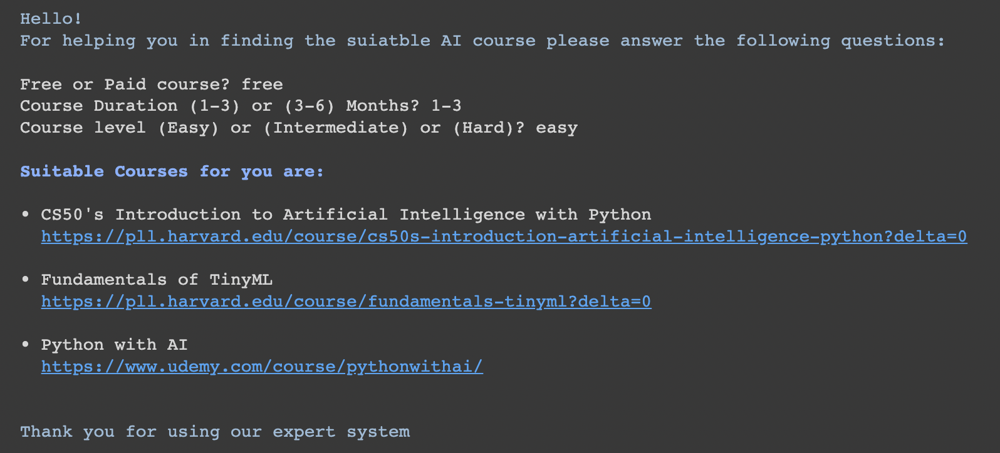 Hello!
For helping you in finding the suiatble AI course please answer the following questions:
Free or Paid course? free
Course Duration (1-3) or (3-6) Months? 1-3
Course level (Easy) or (Intermediate) or (Hard)? easy
Suitable Courses for you are:
• CS50's Introduction to Artificial Intelligence with Python
https://pll.harvard.edu/course/cs50s-introduction-artificial-intelligence-python?delta=0
• Fundamentals of TinyML
https://pll.harvard.edu/course/fundamentals-tinyml?delta=0
• Python with AI
https://www.udemy.com/course/pythonwithai/
Thank you for using our expert system